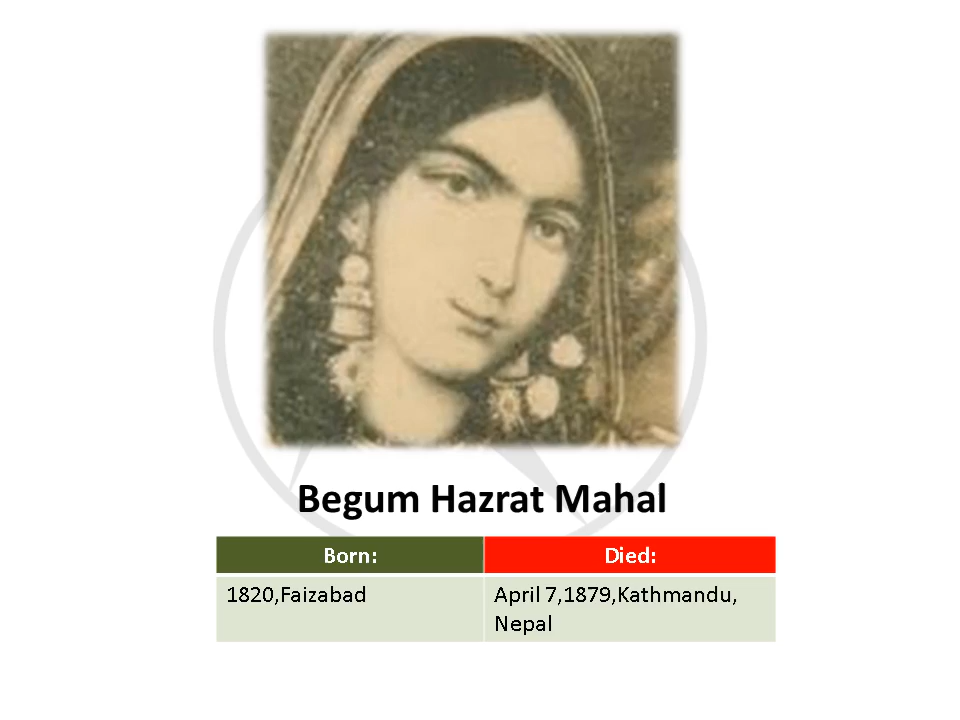 Begum Hazrat Mahal
Born: Died:
1820,Faizabad April 7,1879,Kathmandu,
Nepal